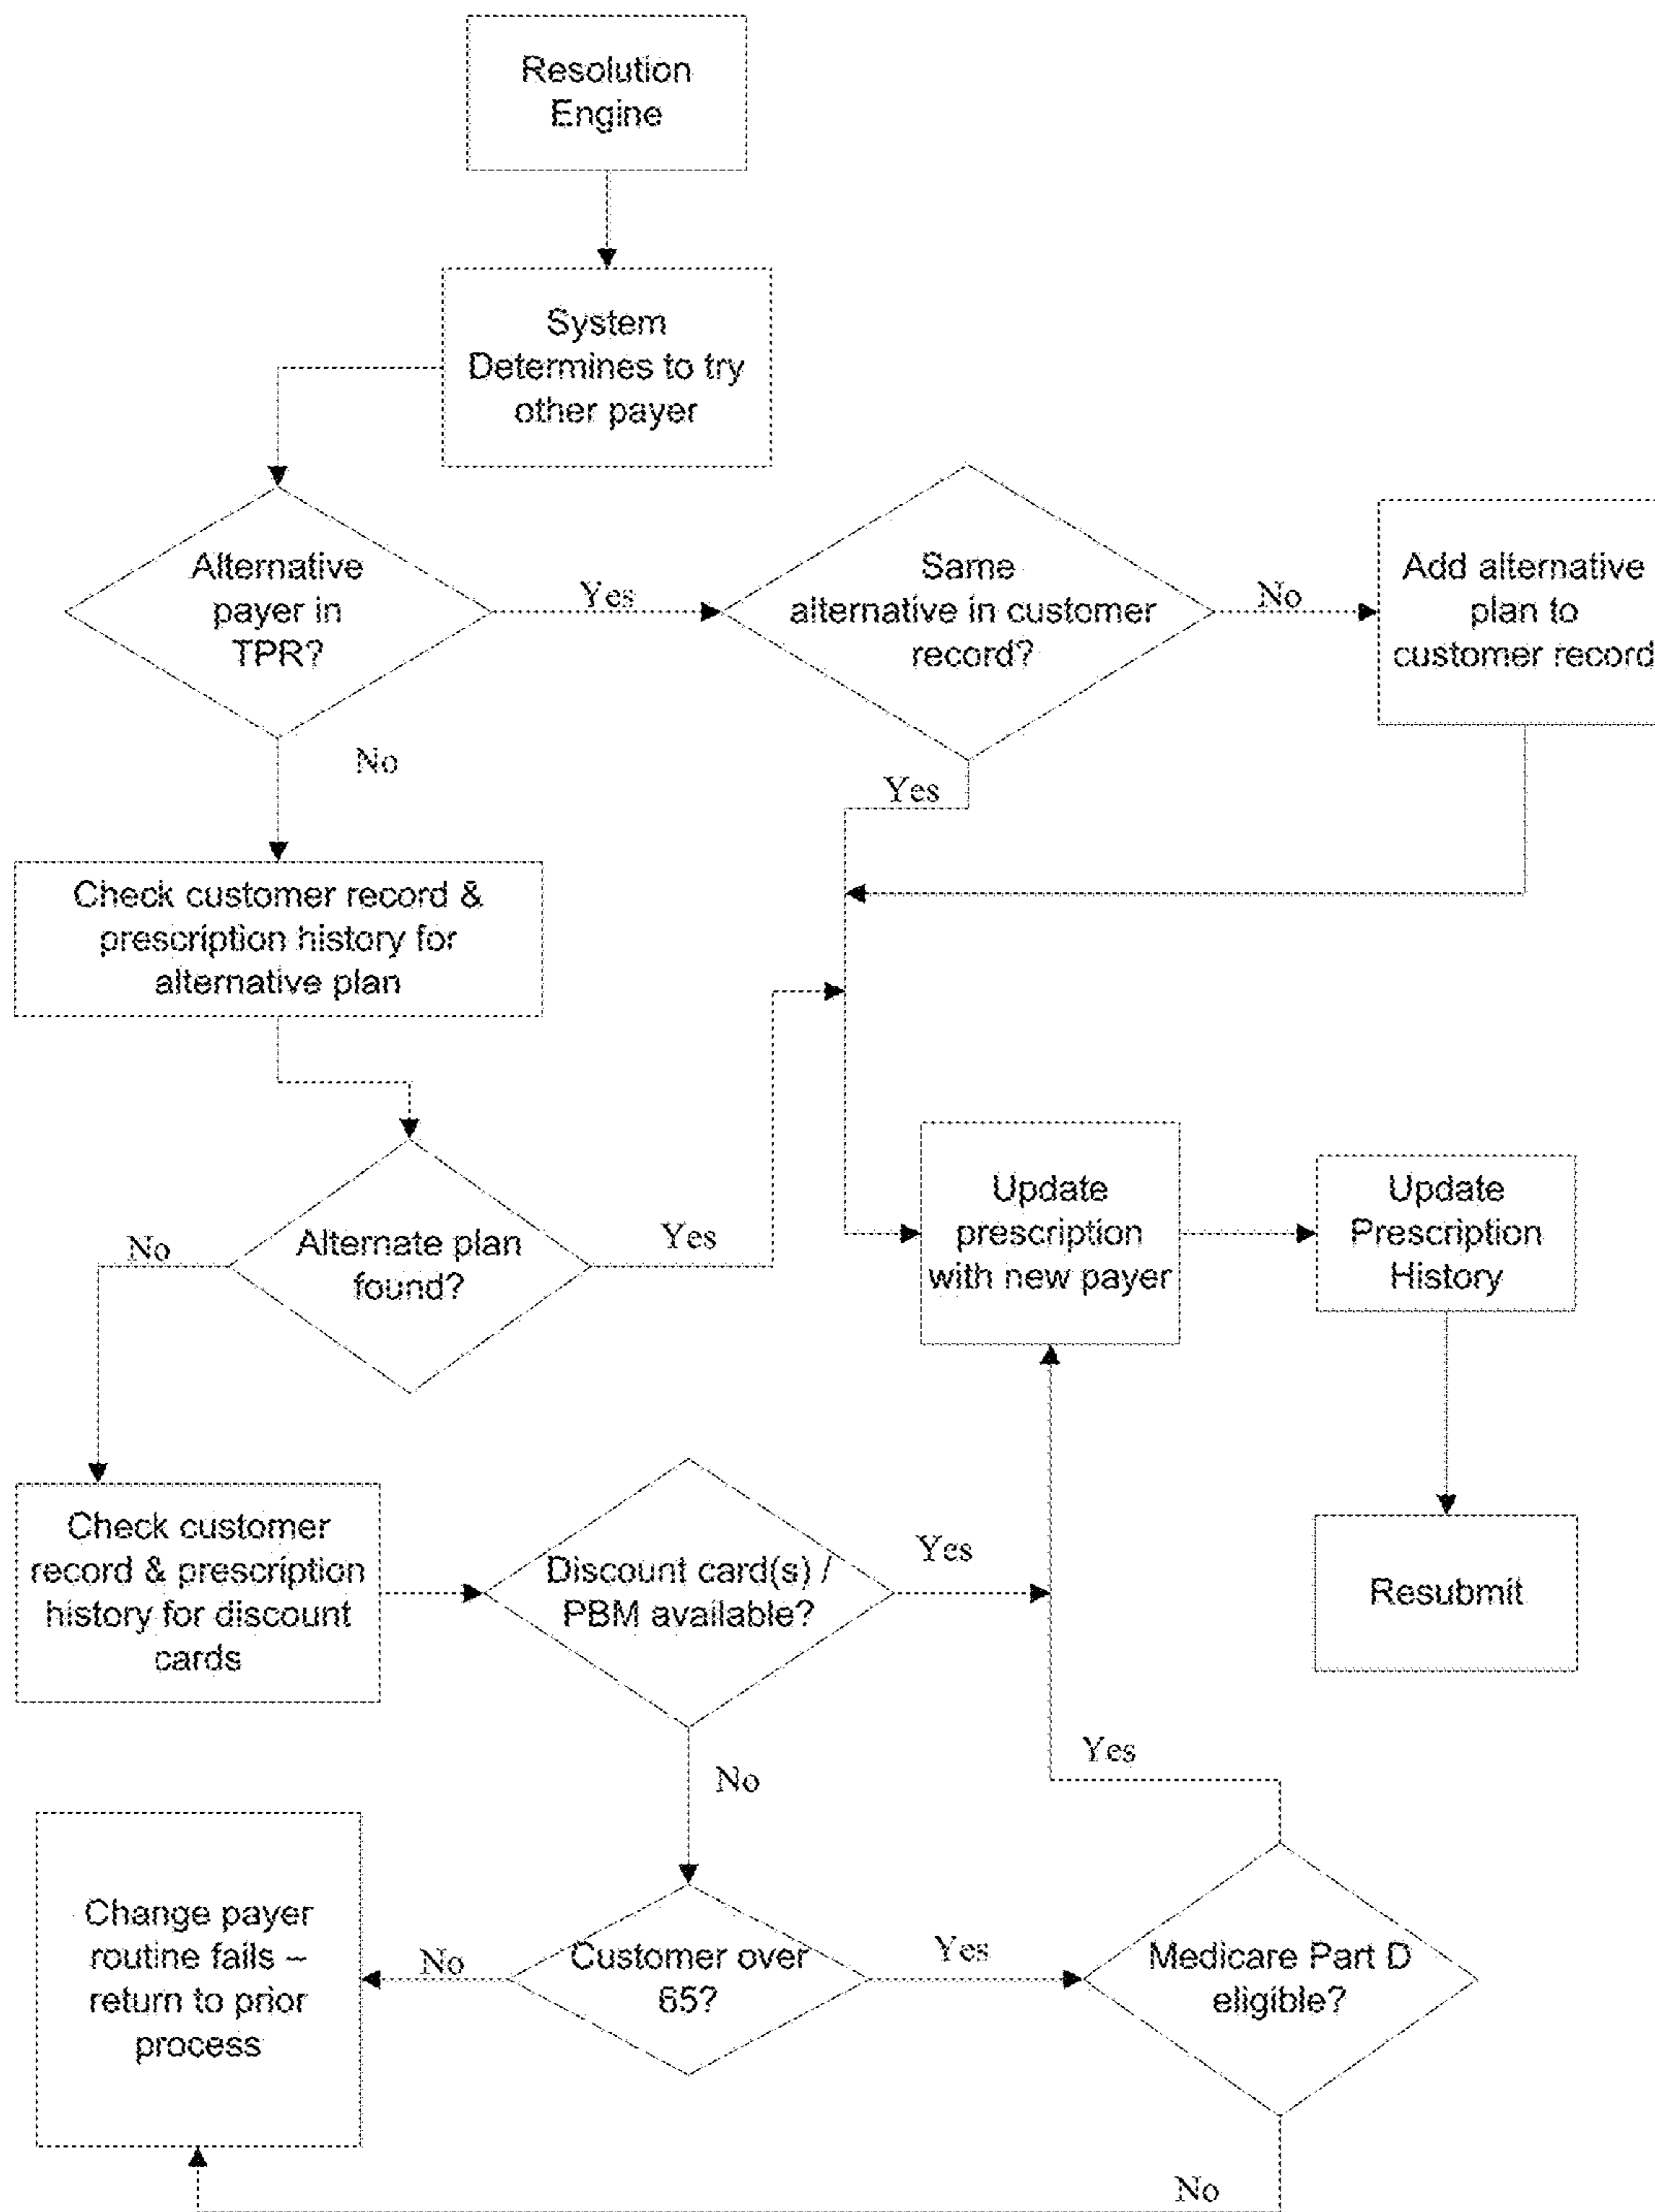 Resolution
Engine
System
Determines to try
other payer
Alternative
payer in
TPR?
Yes
Same
alternative in customer
record?
No
Add alternative
plan to
customer record
No
Yes
Check customer record &
prescription history for
alternative plan
Alternate plan
found?
No
Yes
Update
prescription
with new payer
Update
Prescription
History
Check customer
record & prescription
history for discount
cards
Discount card(s) /
PBM available?
Yes
Resubmit
No
Yes
Change payer
routine fails –
return to prior
process
No
Customer over
65?
Yes
Medicare Part D
eligible?
No